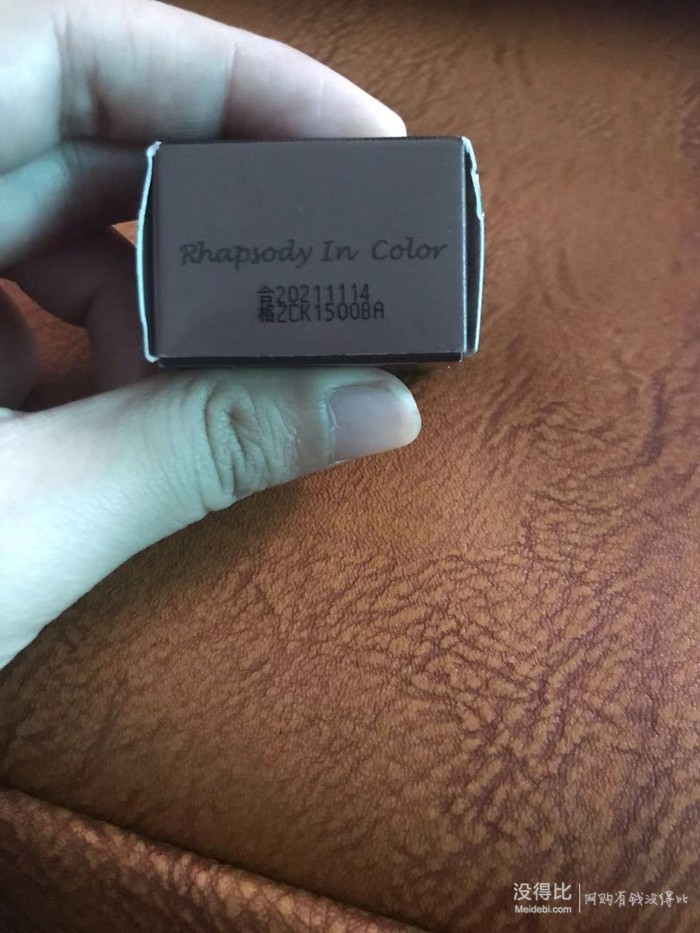 Rhapsody In Color
合20211114
格ZCK15008A
没得比
Meidebi.com
网购有钱没得比